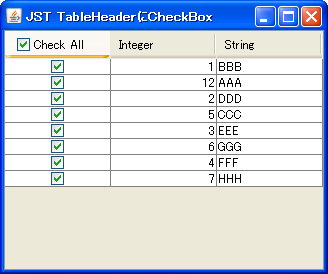 JST TableHeaderにCheckBox
Check All Integer String
1 BBB
12 AAA
2 DDD
5 CCC
3 EEE
6 GGG
4 FFF
7 HHH